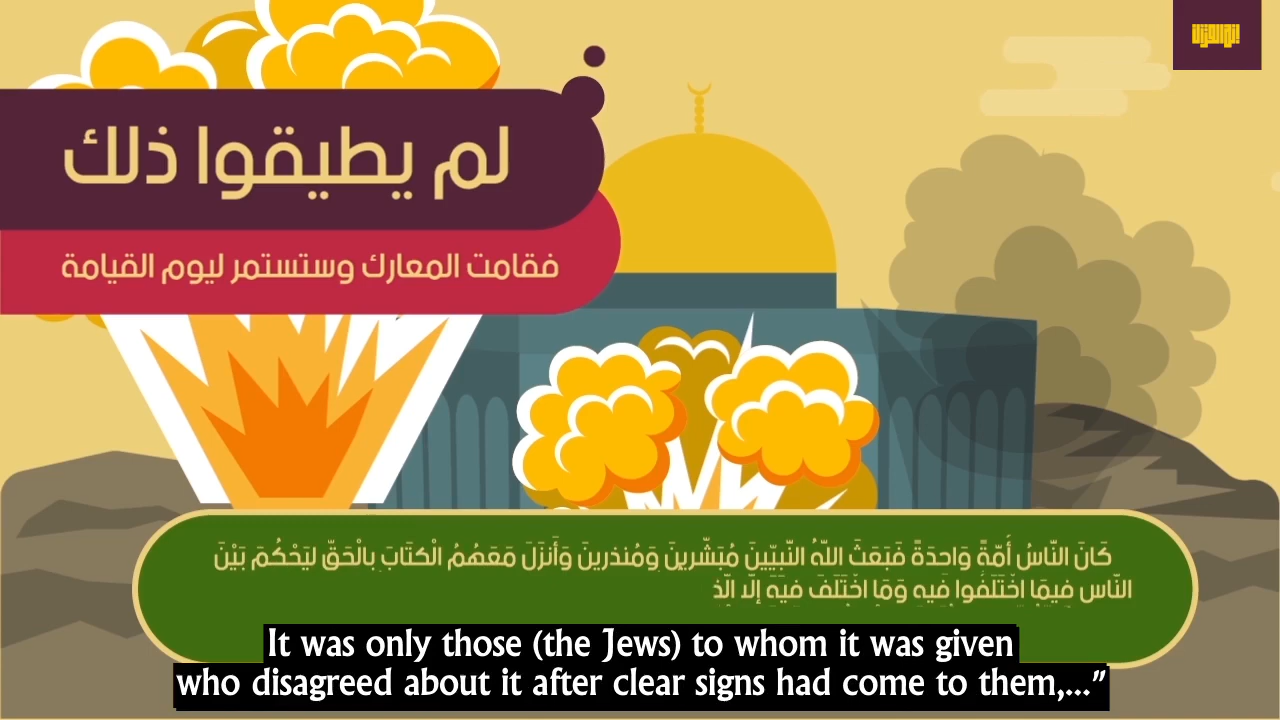 لم يطيقوا ذلك
فقامت المعارك وستستمر ليوم القيامة
كَانَ النَّاسُ أُمَّةً وَاحِدَةً فَبَعَثَ اللَّهُ النَّبِيِّينَ مُبَشِّرِينَ وَمُنذِرِينَ وَأَنزَلَ مَعَهُمُ الْكِتَابَ بِالْحَقِّ لِيَحْكُمَ بَيْنَ
النَّاسِ فِيمَا اخْتَلَفُوا فِيهِ وَمَا اخْتَلَفَ فِيهِ إِلَّا
It was only those (the Jews) to whom it was given
who disagreed about it after clear signs had come to them,..."